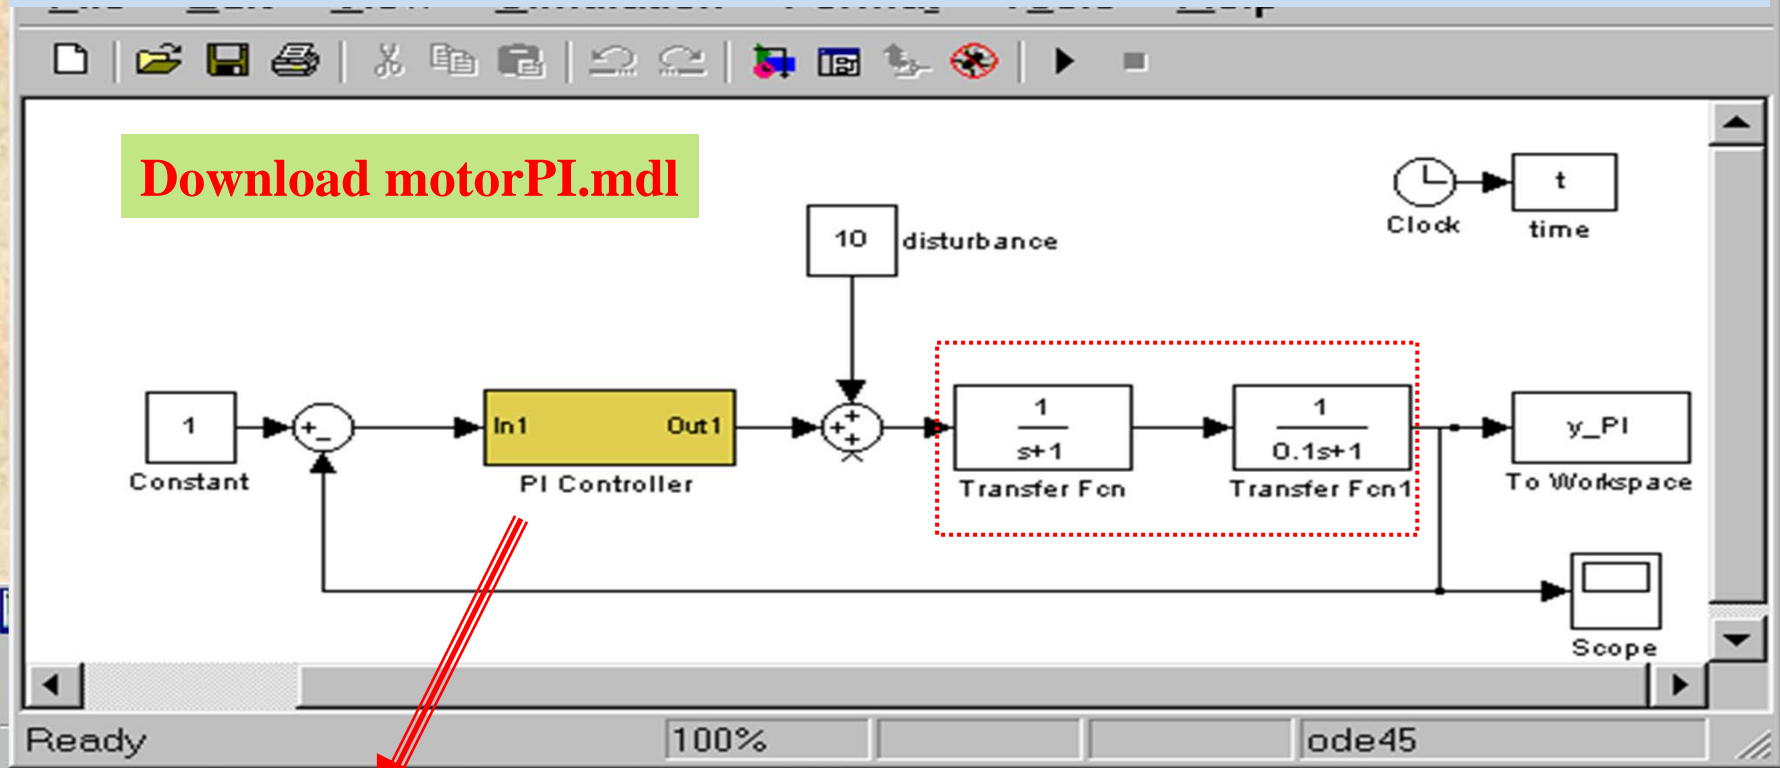 Download motorPI.mdl
t
Clock
time
10
disturbance
1
Constant
+
-
In1
Out1
PI Controller
+
+
+
1
s+1
Transfer Fcn
1
0.1s+1
Transfer Fcn1
y_PI
To Workspace
Scope
Ready
100%
ode45